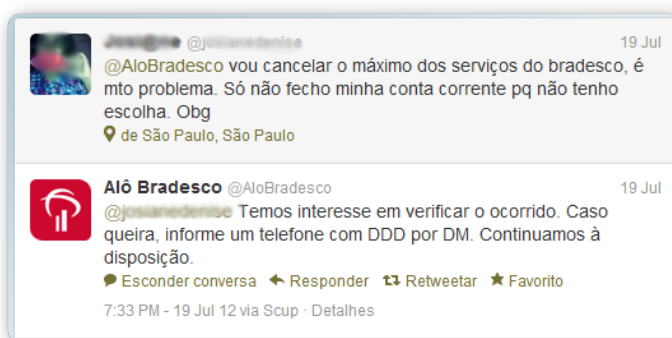 19 Jul
@AloBradesco vou cancelar o máximo dos serviços do bradesco, é
mto problema. Só não fecho minha conta corrente pq não tenho
escolha. Obg
de São Paulo, São Paulo
Alô Bradesco @AloBradesco 19 Jul
Temos interesse em verificar o ocorrido. Caso
queira, informe um telefone com DDD por DM. Continuamos à
disposição.
Esconder conversa Responder Retweetar Favorito
7:33 PM - 19 Jul 12 via Scup · Detalhes